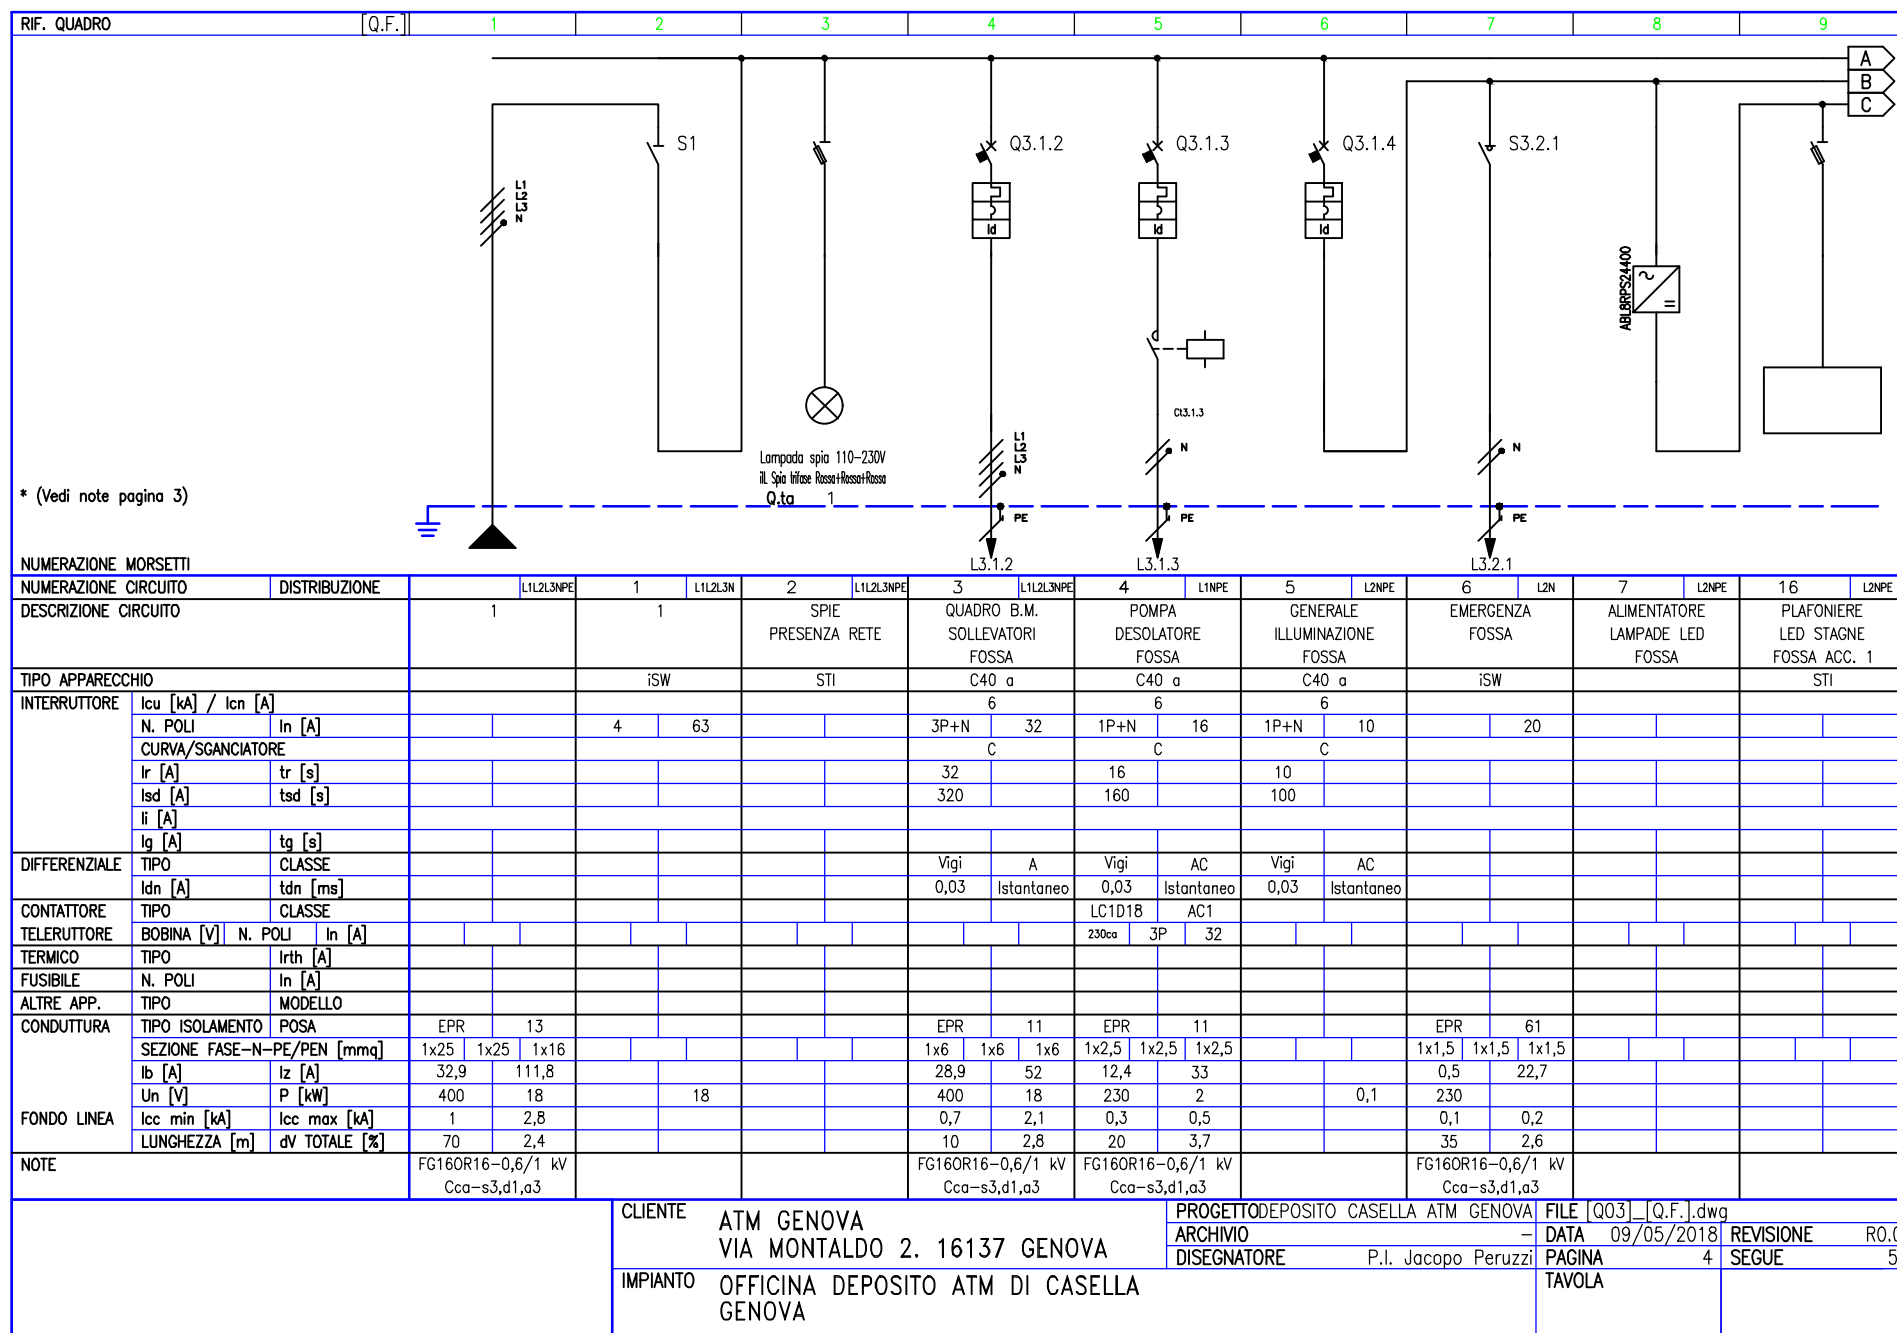 RIF. QUADRO [Q.F.] 1 2 3 4 5 6 7 8 9
A
B
C
S1 Q3.1.2 Q3.1.3 Q3.1.4 S3.2.1
L1
L2
L3
N
Id Id Id
ABL8RPS24400
Ct3.1.3
L1
L2
L3
N
N
N
Lampada spia 110-230V
iIL Spia trifase Rossa+Rossa+Rossa
Q.ta 1
* (Vedi note pagina 3)
PE PE PE
NUMERAZIONE MORSETTI L3.1.2 L3.1.3 L3.2.1
NUMERAZIONE CIRCUITO DISTRIBUZIONE L1L2L3NPE 1 L1L2L3N 2 L1L2L3NPE 3 L1L2L3NPE 4 L1NPE 5 L2NPE 6 L2N 7 L2NPE 16 L2NPE
DESCRIZIONE CIRCUITO 1 1 SPIE QUADRO B.M. POMPA GENERALE EMERGENZA ALIMENTATORE PLAFONIERE
PRESENZA RETE SOLLEVATORI DESOLATORE ILLUMINAZIONE FOSSA LAMPADE LED LED STAGNE
FOSSA FOSSA FOSSA FOSSA FOSSA ACC. 1
TIPO APPARECCHIO iSW STI C40 a C40 a C40 a iSW STI
INTERRUTTORE Icu [kA] / Icn [A] 6 6 6
N. POLI In [A] 4 63 3P+N 32 1P+N 16 1P+N 10 20
CURVA/SGANCIATORE C C C
Ir [A] tr [s] 32 16 10
Isd [A] tsd [s] 320 160 100
Ii [A]
Ig [A] tg [s]
DIFFERENZIALE TIPO CLASSE Vigi A Vigi AC Vigi AC
Idn [A] tdn [ms] 0,03 Istantaneo 0,03 Istantaneo 0,03 Istantaneo
CONTATTORE TIPO CLASSE LC1D18 AC1
TELERUTTORE BOBINA [V] N. POLI In [A] 230ca 3P 32
TERMICO TIPO Irth [A]
FUSIBILE N. POLI In [A]
ALTRE APP. TIPO MODELLO
CONDUTTURA TIPO ISOLAMENTO POSA EPR 13 EPR 11 EPR 11 EPR 61
SEZIONE FASE-N-PE/PEN [mmq] 1x25 1x25 1x16 1x6 1x6 1x6 1x2,5 1x2,5 1x2,5 1x1,5 1x1,5 1x1,5
Ib [A] Iz [A] 32,9 111,8 28,9 52 12,4 33 0,5 22,7
Un [V] P [kW] 400 18 18 400 18 230 2 0,1 230
FONDO LINEA Icc min [kA] Icc max [kA] 1 2,8 0,7 2,1 0,3 0,5 0,1 0,2
LUNGHEZZA [m] dV TOTALE [%] 70 2,4 10 2,8 20 3,7 35 2,6
NOTE FG16OR16-0,6/1 kV FG16OR16-0,6/1 kV FG16OR16-0,6/1 kV FG16OR16-0,6/1 kV
Cca-s3,d1,a3 Cca-s3,d1,a3 Cca-s3,d1,a3 Cca-s3,d1,a3
CLIENTE ATM GENOVA
VIA MONTALDO 2. 16137 GENOVA
IMPIANTO OFFICINA DEPOSITO ATM DI CASELLA
GENOVA
PROGETTO DEPOSITO CASELLA ATM GENOVA FILE [Q03]_[Q.F.].dwg
ARCHIVIO - DATA 09/05/2018 REVISIONE R0.0
DISEGNATORE P.I. Jacopo Peruzzi PAGINA 4 SEGUE 5
TAVOLA